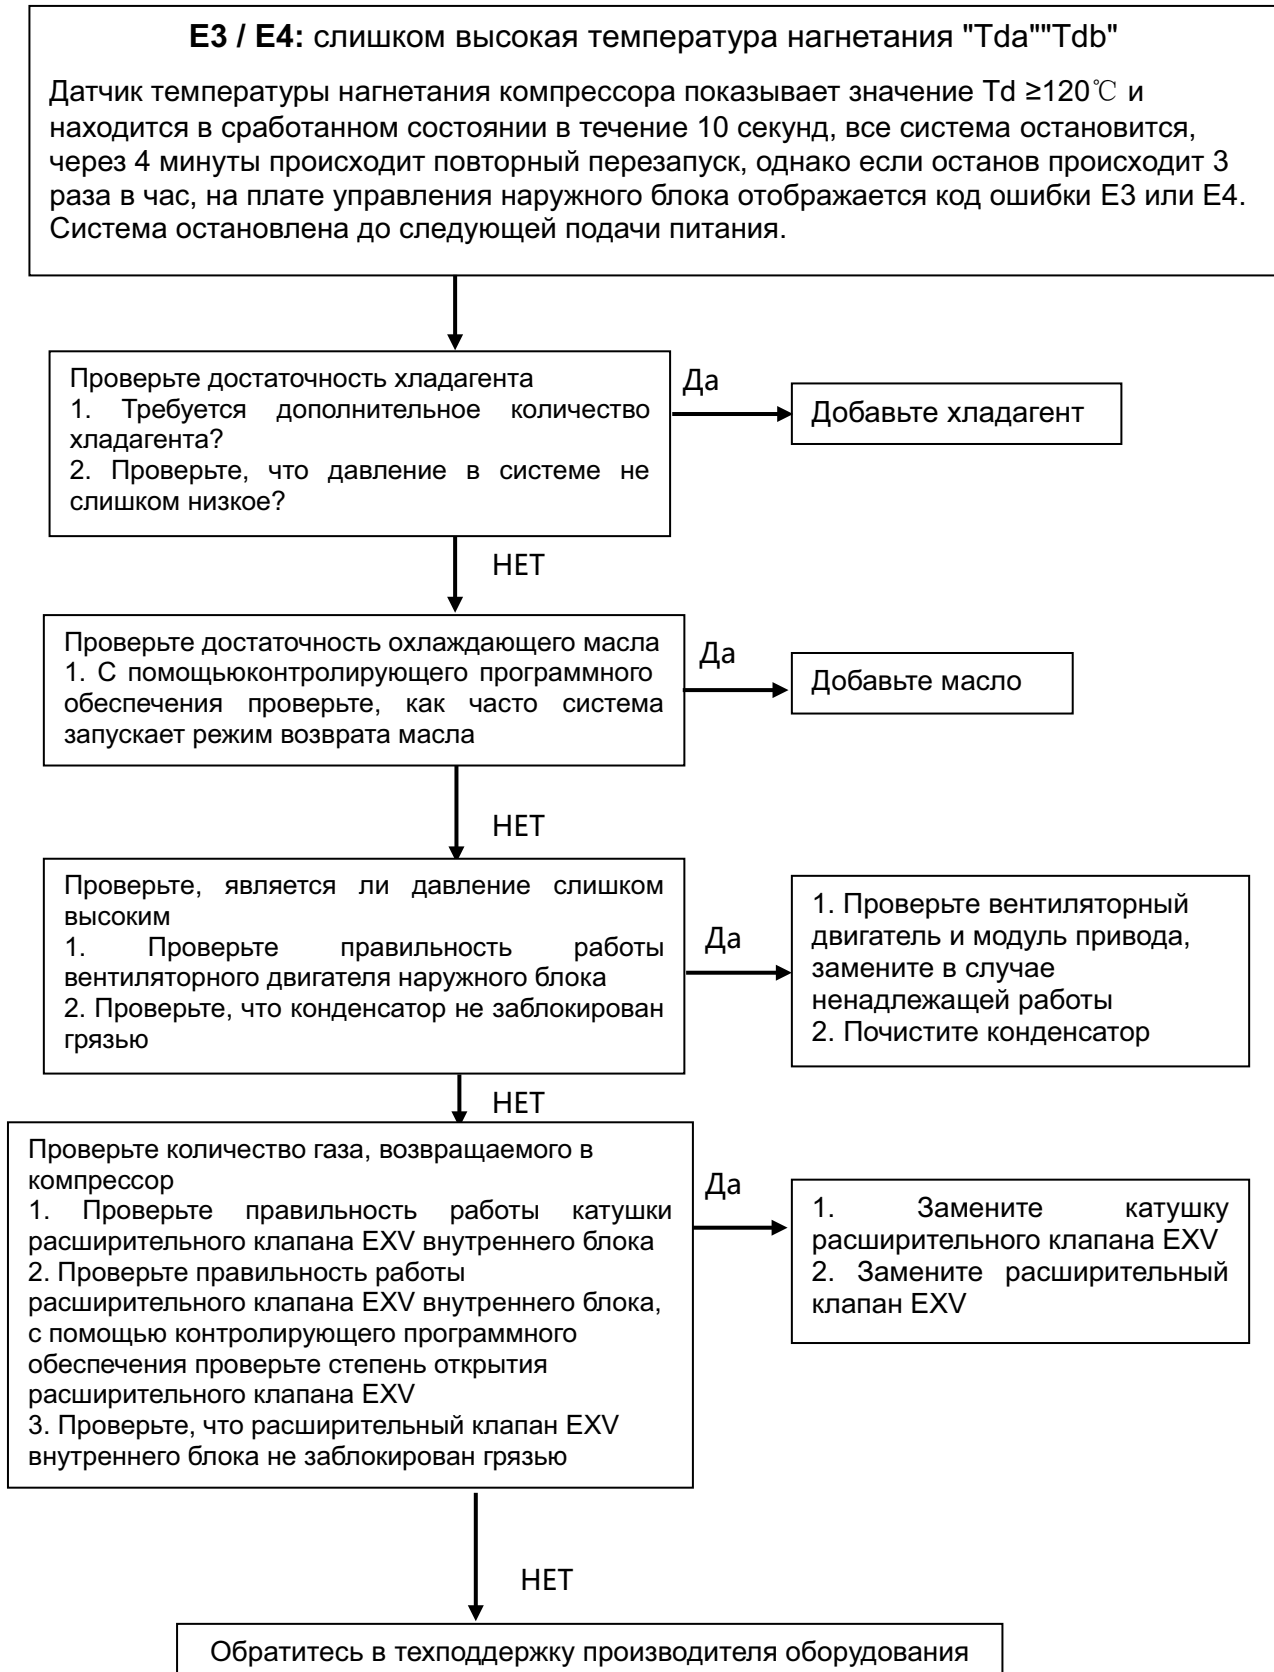 E3 / E4: слишком высокая температура нагнетания "Tda""Tdb"
Датчик температуры нагнетания компрессора показывает значение Td ≥120℃ и
находится в сработанном состоянии в течение 10 секунд, все система остановится,
через 4 минуты происходит повторный перезапуск, однако если останов происходит 3
раза в час, на плате управления наружного блока отображается код ошибки E3 или E4.
Система остановлена до следующей подачи питания.
Проверьте достаточность хладагента
1. Требуется дополнительное количество
хладагента?
2. Проверьте, что давление в системе не
слишком низкое?
Да
Добавьте хладагент
НЕТ
Проверьте достаточность охлаждающего масла
1. С помощьюконтролирующего программного
обеспечения проверьте, как часто система
запускает режим возврата масла
Да
Добавьте масло
НЕТ
Проверьте, является ли давление слишком
высоким
1. Проверьте правильность работы
вентиляторного двигателя наружного блока
2. Проверьте, что конденсатор не заблокирован
грязью
Да
1. Проверьте вентиляторный
двигатель и модуль привода,
замените в случае
ненадлежащей работы
2. Почистите конденсатор
НЕТ
Проверьте количество газа, возвращаемого в
компрессор
1. Проверьте правильность работы катушки
расширительного клапана EXV внутреннего блока
2. Проверьте правильность работы
расширительного клапана EXV внутреннего блока,
с помощью контролирующего программного
обеспечения проверьте степень открытия
расширительного клапана EXV
3. Проверьте, что расширительный клапан EXV
внутреннего блока не заблокирован грязью
Да
1. Замените катушку
расширительного клапана EXV
2. Замените расширительный
клапан EXV
НЕТ
Обратитесь в техподдержку производителя оборудования